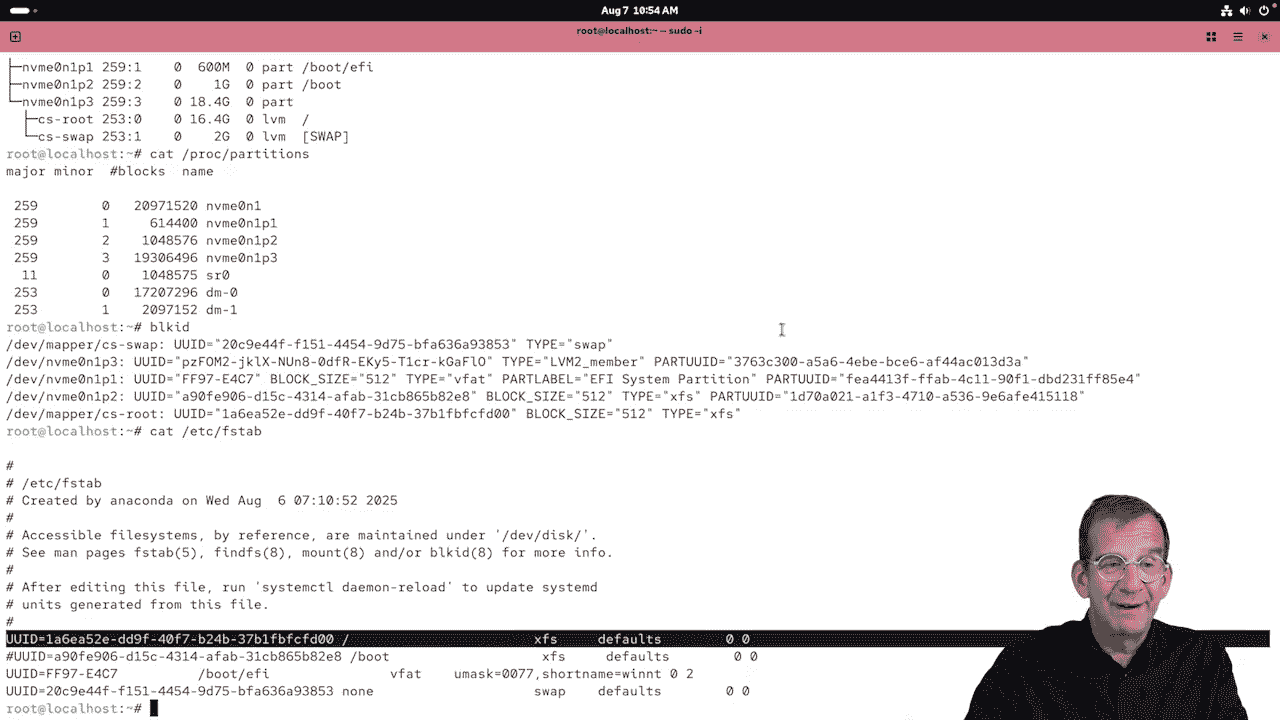 Aug 7 10:54 AM
root@localhost:~ — sudo -i
├─nvme0n1p1 259:1    0  600M  0 part /boot/efi
├─nvme0n1p2 259:2    0    1G  0 part /boot
└─nvme0n1p3 259:3    0 18.4G  0 part
  ├─cs-root 253:0    0 16.4G  0 lvm  /
  └─cs-swap 253:1    0    2G  0 lvm  [SWAP]
root@localhost:~# cat /proc/partitions
major minor  #blocks  name
 259        0   20971520 nvme0n1
 259        1     614400 nvme0n1p1
 259        2    1048576 nvme0n1p2
 259        3   19306496 nvme0n1p3
  11        0    1048575 sr0
 253        0   17207296 dm-0
 253        1    2097152 dm-1
root@localhost:~# blkid
/dev/mapper/cs-swap: UUID="20c9e44f-f151-4454-9d75-bfa636a93853" TYPE="swap"
/dev/nvme0n1p3: UUID="pzFOM2-jklX-NUn8-0dfR-EKy5-T1cr-kGaFlO" TYPE="LVM2_member" PARTUUID="3763c300-a5a6-4ebe-bce6-af44ac013d3a"
/dev/nvme0n1p1: UUID="FF97-E4C7" BLOCK_SIZE="512" TYPE="vfat" PARTLABEL="EFI System Partition" PARTUUID="fea4413f-ffab-4c11-90f1-dbd231ff85e4"
/dev/nvme0n1p2: UUID="a90fe906-d15c-4314-afab-31cb865b82e8" BLOCK_SIZE="512" TYPE="xfs" PARTUUID="1d70a021-a1f3-4710-a536-9e6afe415118"
/dev/mapper/cs-root: UUID="1a6ea52e-dd9f-40f7-b24b-37b1fbfcfd00" BLOCK_SIZE="512" TYPE="xfs"
root@localhost:~# cat /etc/fstab
#
# /etc/fstab
# Created by anaconda on Wed Aug  6 07:10:52 2025
#
# Accessible filesystems, by reference, are maintained under '/dev/disk/'.
# See man pages fstab(5), findfs(8), mount(8) and/or blkid(8) for more info.
#
# After editing this file, run 'systemctl daemon-reload' to update systemd
# units generated from this file.
#
UUID=1a6ea52e-dd9f-40f7-b24b-37b1fbfcfd00 /                       xfs     defaults        0 0
#UUID=a90fe906-d15c-4314-afab-31cb865b82e8 /boot                   xfs     defaults        0 0
UUID=FF97-E4C7          /boot/efi               vfat    umask=0077,shortname=winnt 0 2
UUID=20c9e44f-f151-4454-9d75-bfa636a93853 none                    swap    defaults        0 0
root@localhost:~#